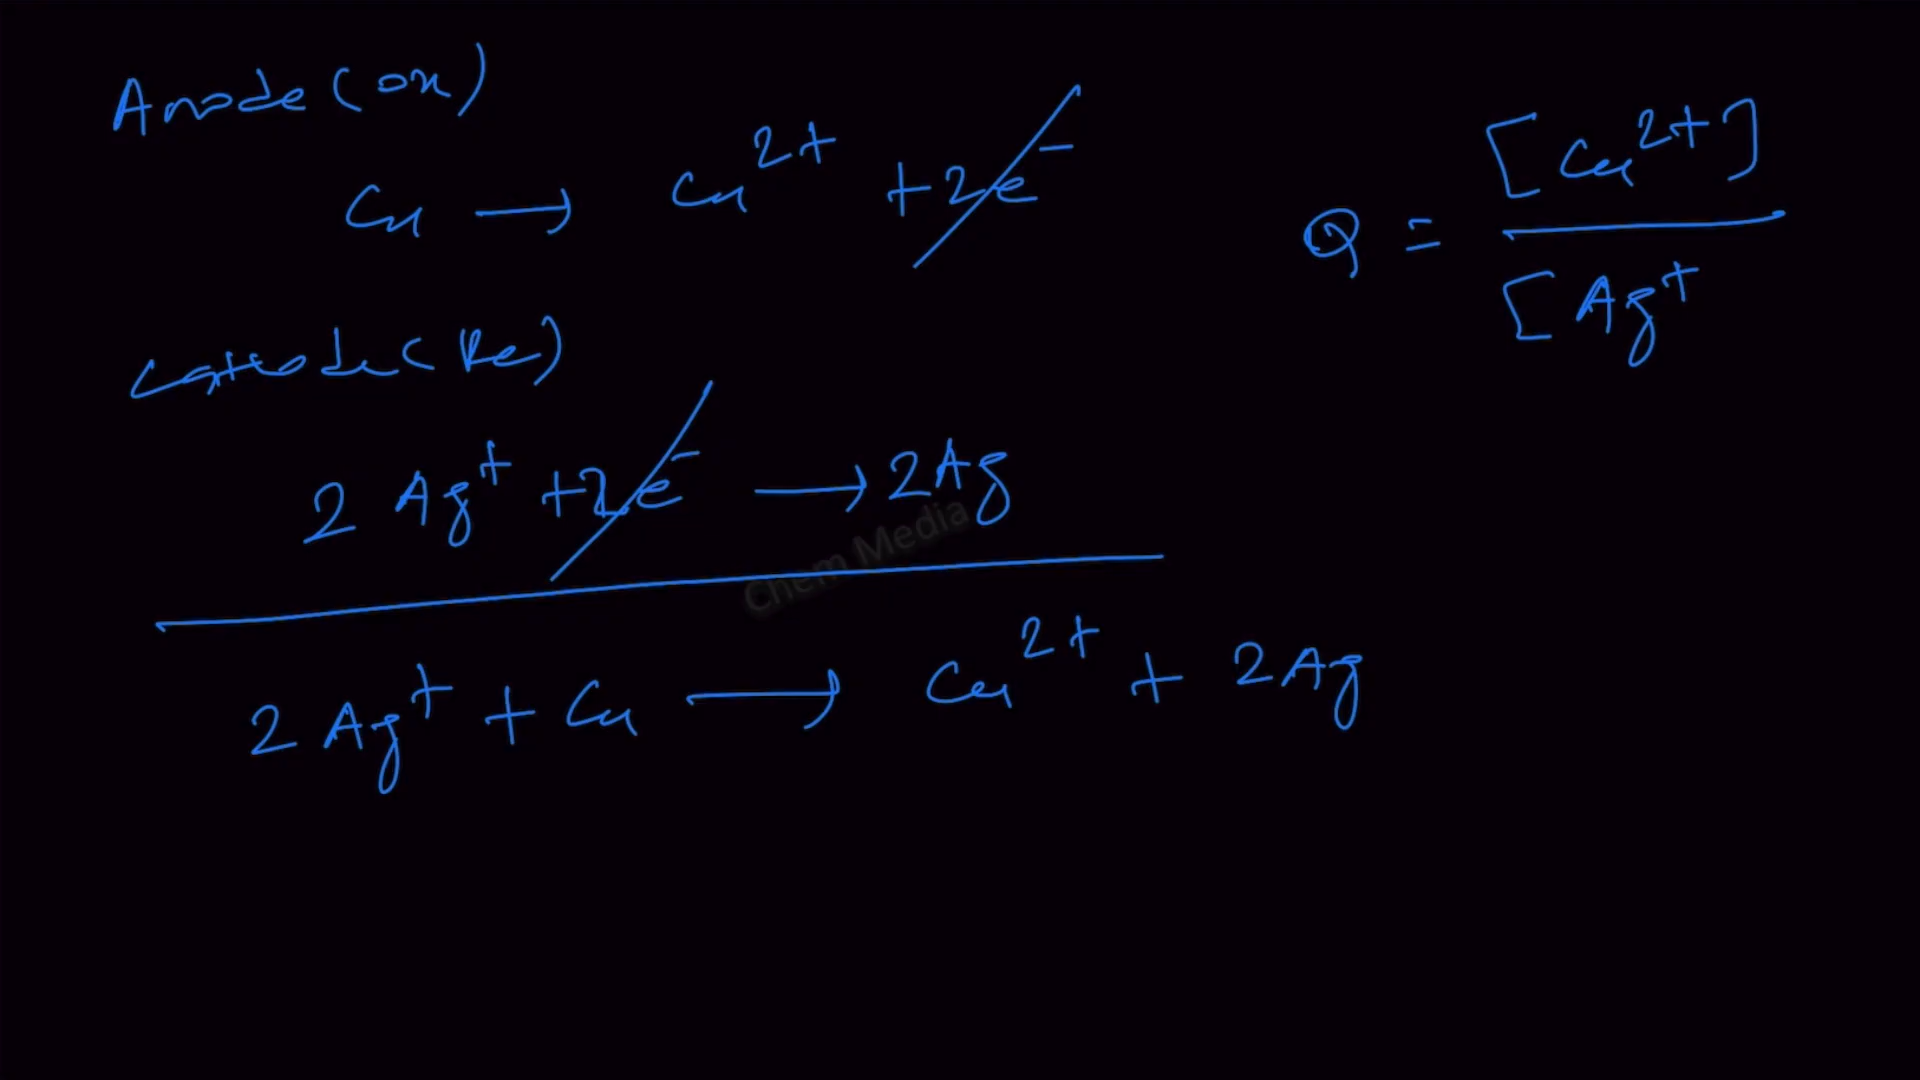 Anode (ox)
Cu → Cu²⁺ + 2e⁻
Cathode (Re)
2 Ag⁺ + 2e⁻ → 2Ag
2 Ag⁺ + Cu → Cu²⁺ + 2Ag
Q = [Cu²⁺] / [Ag⁺
Chem Media